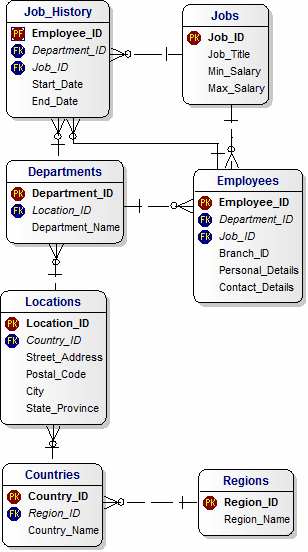 Job_History
PF Employee_ID
FK Department_ID
FK Job_ID
Start_Date
End_Date
Jobs
PK Job_ID
Job_Title
Min_Salary
Max_Salary
Departments
PK Department_ID
FK Location_ID
Department_Name
Employees
PK Employee_ID
FK Department_ID
FK Job_ID
Branch_ID
Personal_Details
Contact_Details
Locations
PK Location_ID
FK Country_ID
Street_Address
Postal_Code
City
State_Province
Countries
PK Country_ID
FK Region_ID
Country_Name
Regions
PK Region_ID
Region_Name